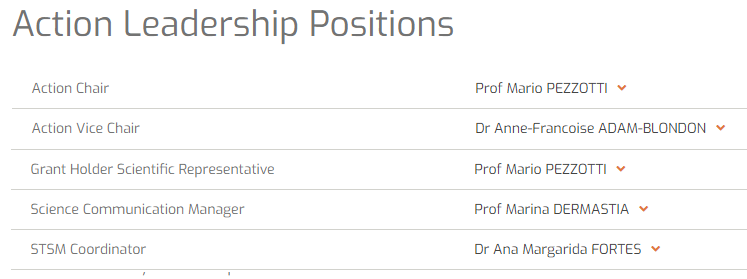 Action Leadership Positions
Action Chair Prof Mario PEZZOTTI
Action Vice Chair Dr Anne-Francoise ADAM-BLONDON
Grant Holder Scientific Representative Prof Mario PEZZOTTI
Science Communication Manager Prof Marina DERMASTIA
STSM Coordinator Dr Ana Margarida FORTES